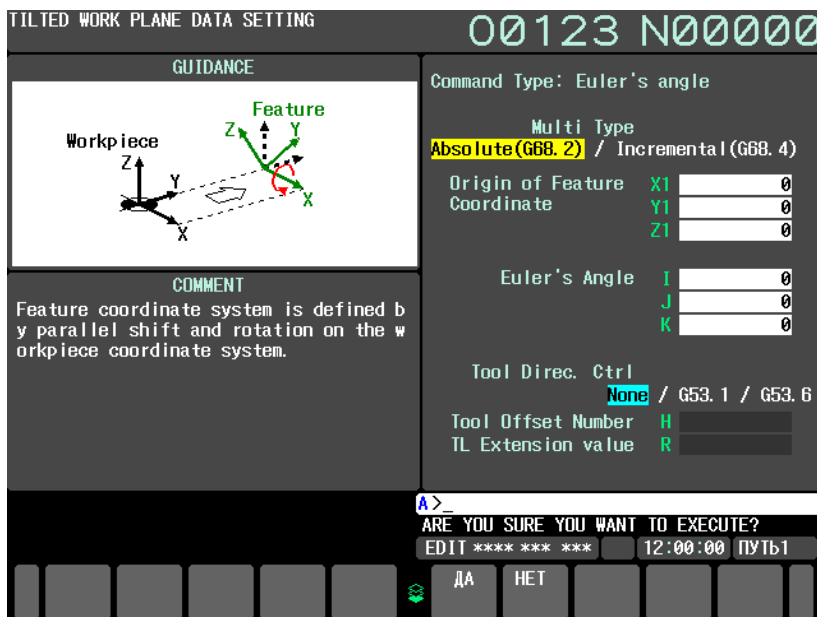 TILTED WORK PLANE DATA SETTING
O0123 N00000
GUIDANCE
Feature
Z
Y
X
Workpiece
Z
Y
X
COMMENT
Feature coordinate system is defined b
y parallel shift and rotation on the w
orkpiece coordinate system.
Command Type: Euler's angle
Multi Type
Absolute(G68.2) / Incremental(G68.4)
Origin of Feature X1 0
Coordinate Y1 0
Z1 0
Euler's Angle I 0
J 0
K 0
Tool Direc. Ctrl
None / G53.1 / G53.6
Tool Offset Number H
TL Extension value R
A>_
ARE YOU SURE YOU WANT TO EXECUTE?
EDIT **** *** *** 12:00:00 ПУТЬ1
ДА НЕТ